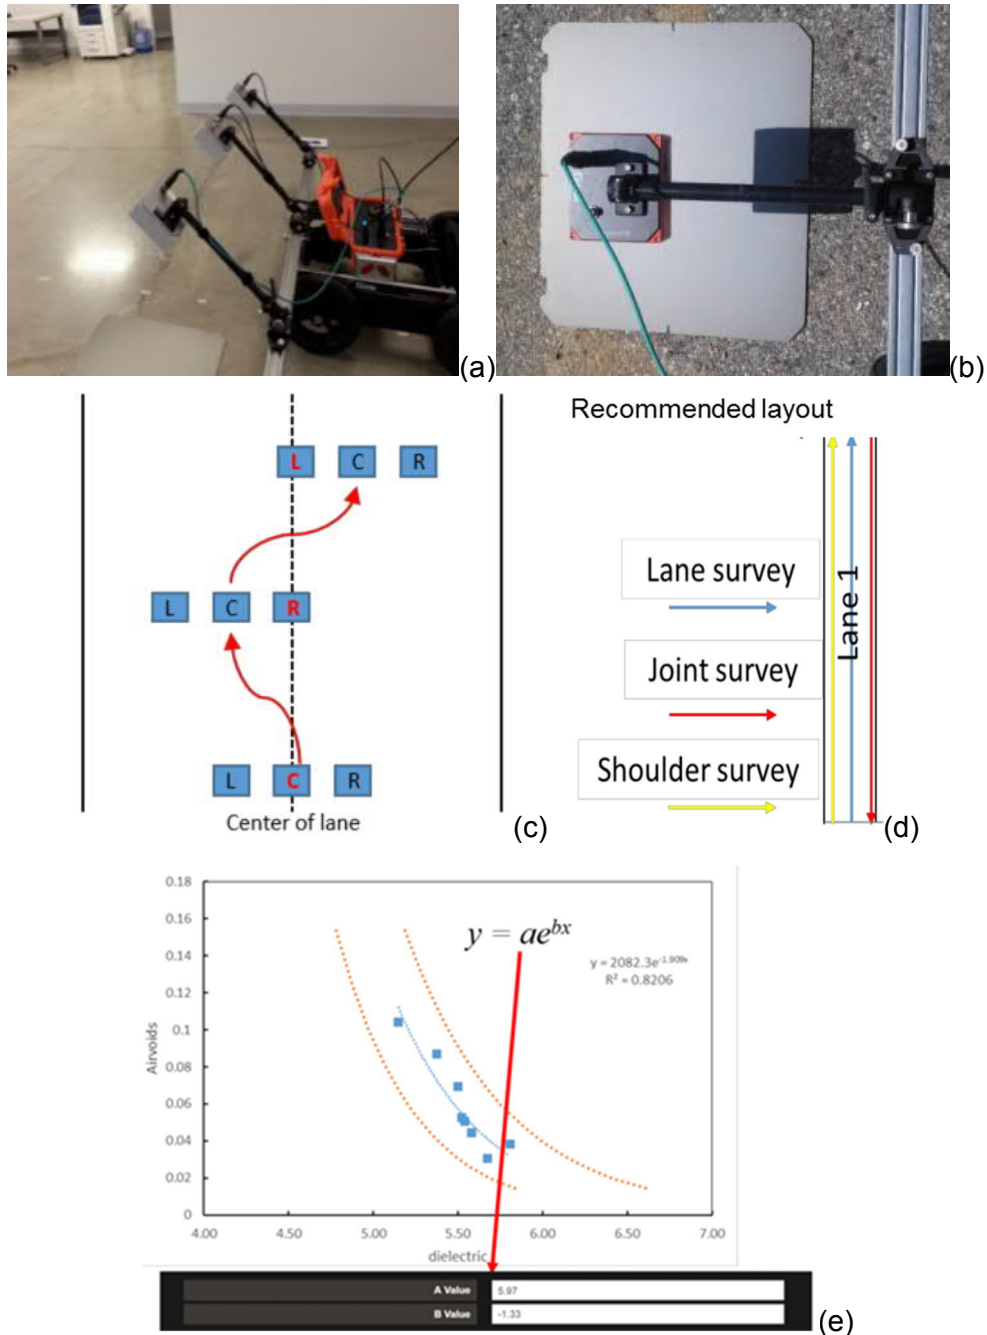 (a)
(b)
L C R
L C R
L C R
Center of lane
(c)
Recommended layout
Lane survey
Joint survey
Shoulder survey
Lane 1
(d)
0.18
0.16
0.14
0.12
0.1
0.08
0.06
0.04
0.02
0
Airvoids
y = ae^{bx}
y = 2082.3e^{-1.909x}
R² = 0.8206
4.00 5.00 5.50 6.00 6.50 7.00
dielectric
A Value 5.97
B Value -1.33
(e)